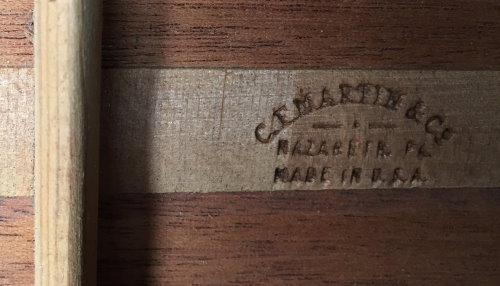 C.F. MARTIN & Co.
NAZARETH, PA.
MADE IN U.S.A.